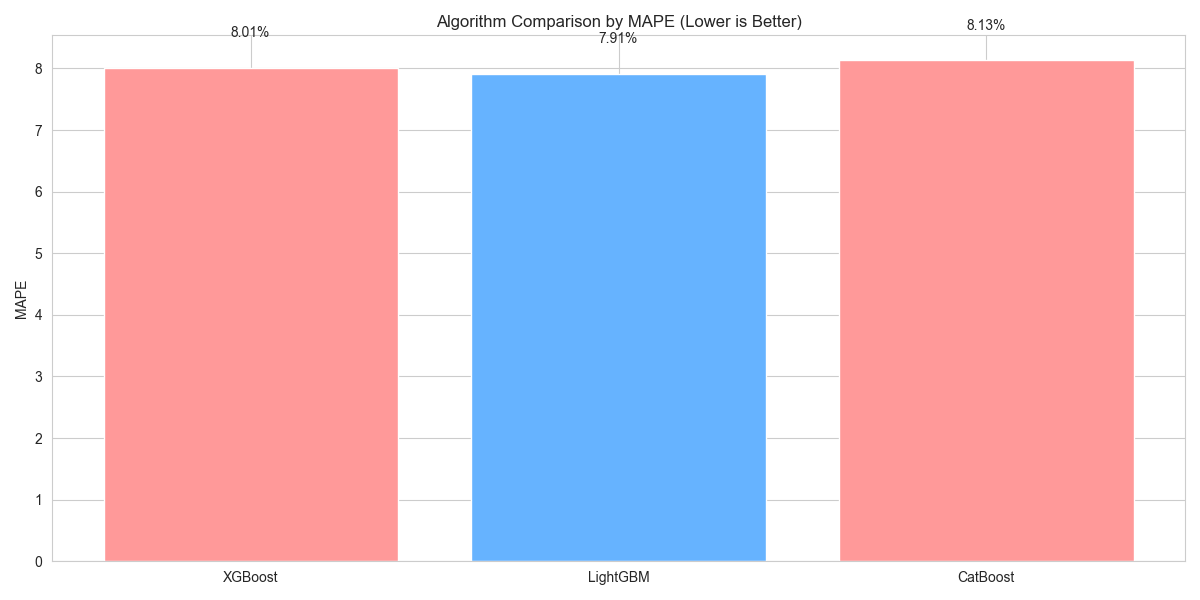 Algorithm Comparison by MAPE (Lower is Better)
8.01%
7.91%
8.13%
MAPE
8
7
6
5
4
3
2
1
0
XGBoost
LightGBM
CatBoost